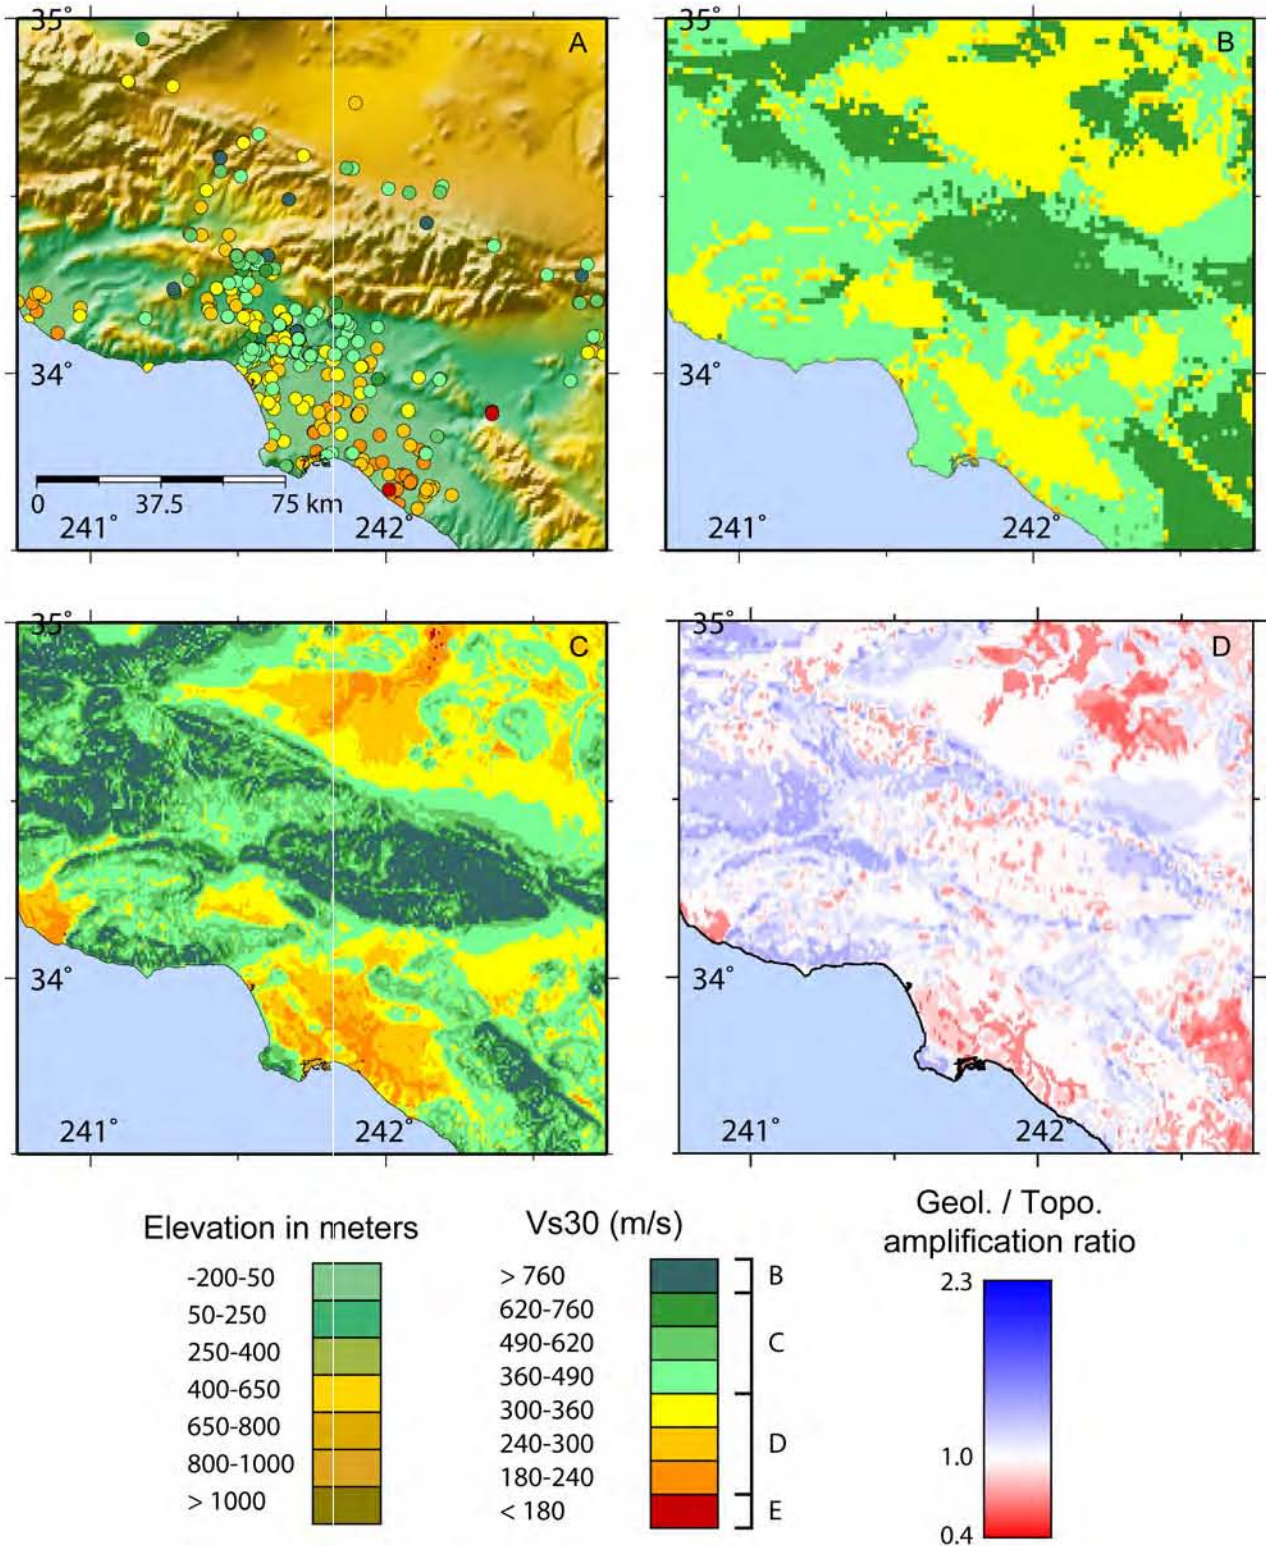 35° A
34°
0 37.5 75 km
241° 242°
35° B
34°
241° 242°
35° C
34°
241° 242°
35° D
34°
241° 242°
Elevation in meters
-200-50
50-250
250-400
400-650
650-800
800-1000
> 1000
Vs30 (m/s)
> 760 B
620-760
490-620 C
360-490
300-360
240-300 D
180-240
< 180 E
Geol. / Topo.
amplification ratio
2.3
1.0
0.4